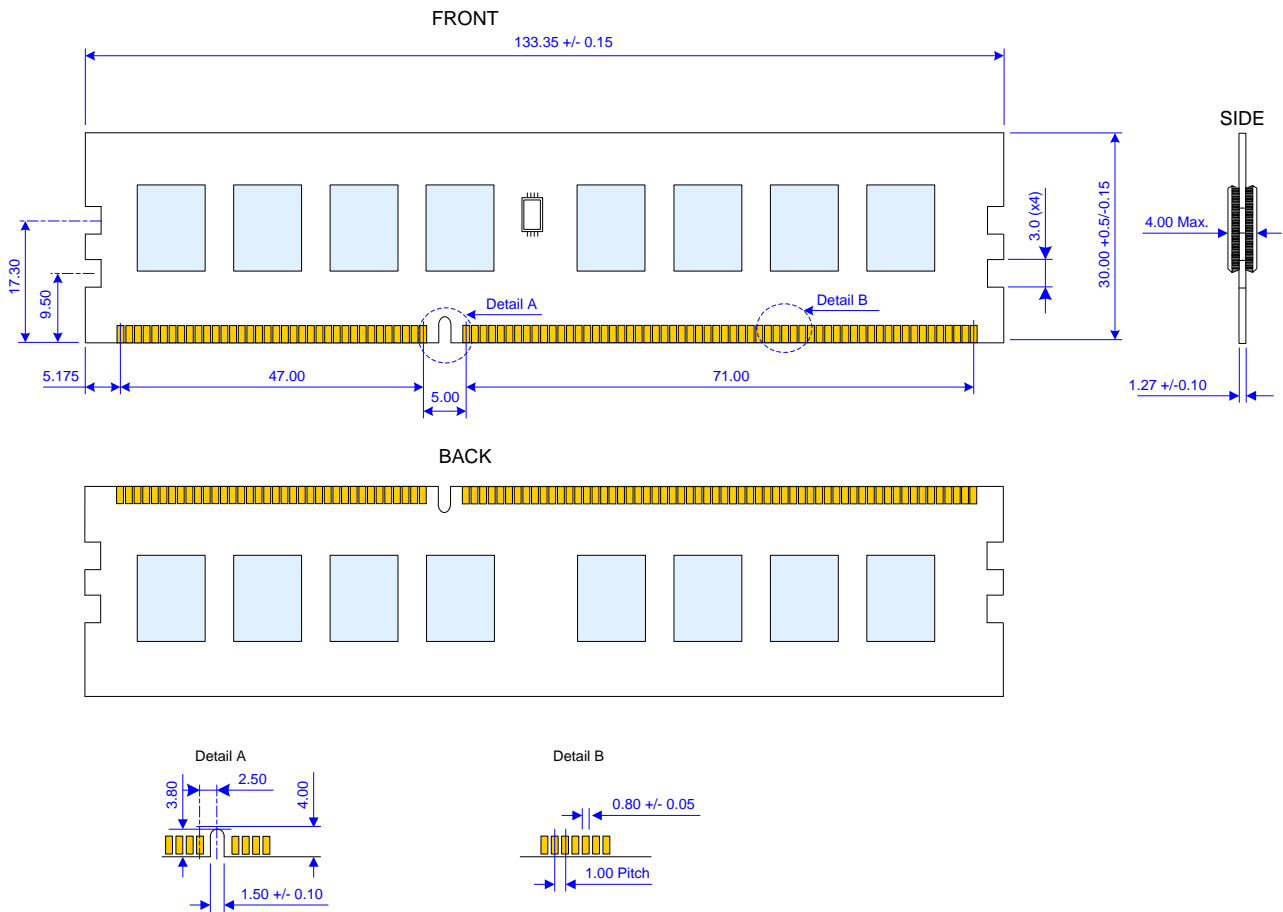 FRONT
133.35 +/- 0.15
SIDE
17.30
9.50
3.0 (x4)
30.00 +0.5/-0.15
4.00 Max.
Detail A
Detail B
5.175
47.00
5.00
71.00
1.27 +/-0.10
BACK
Detail A
Detail B
3.80
2.50
4.00
0.80 +/- 0.05
1.00 Pitch
1.50 +/- 0.10